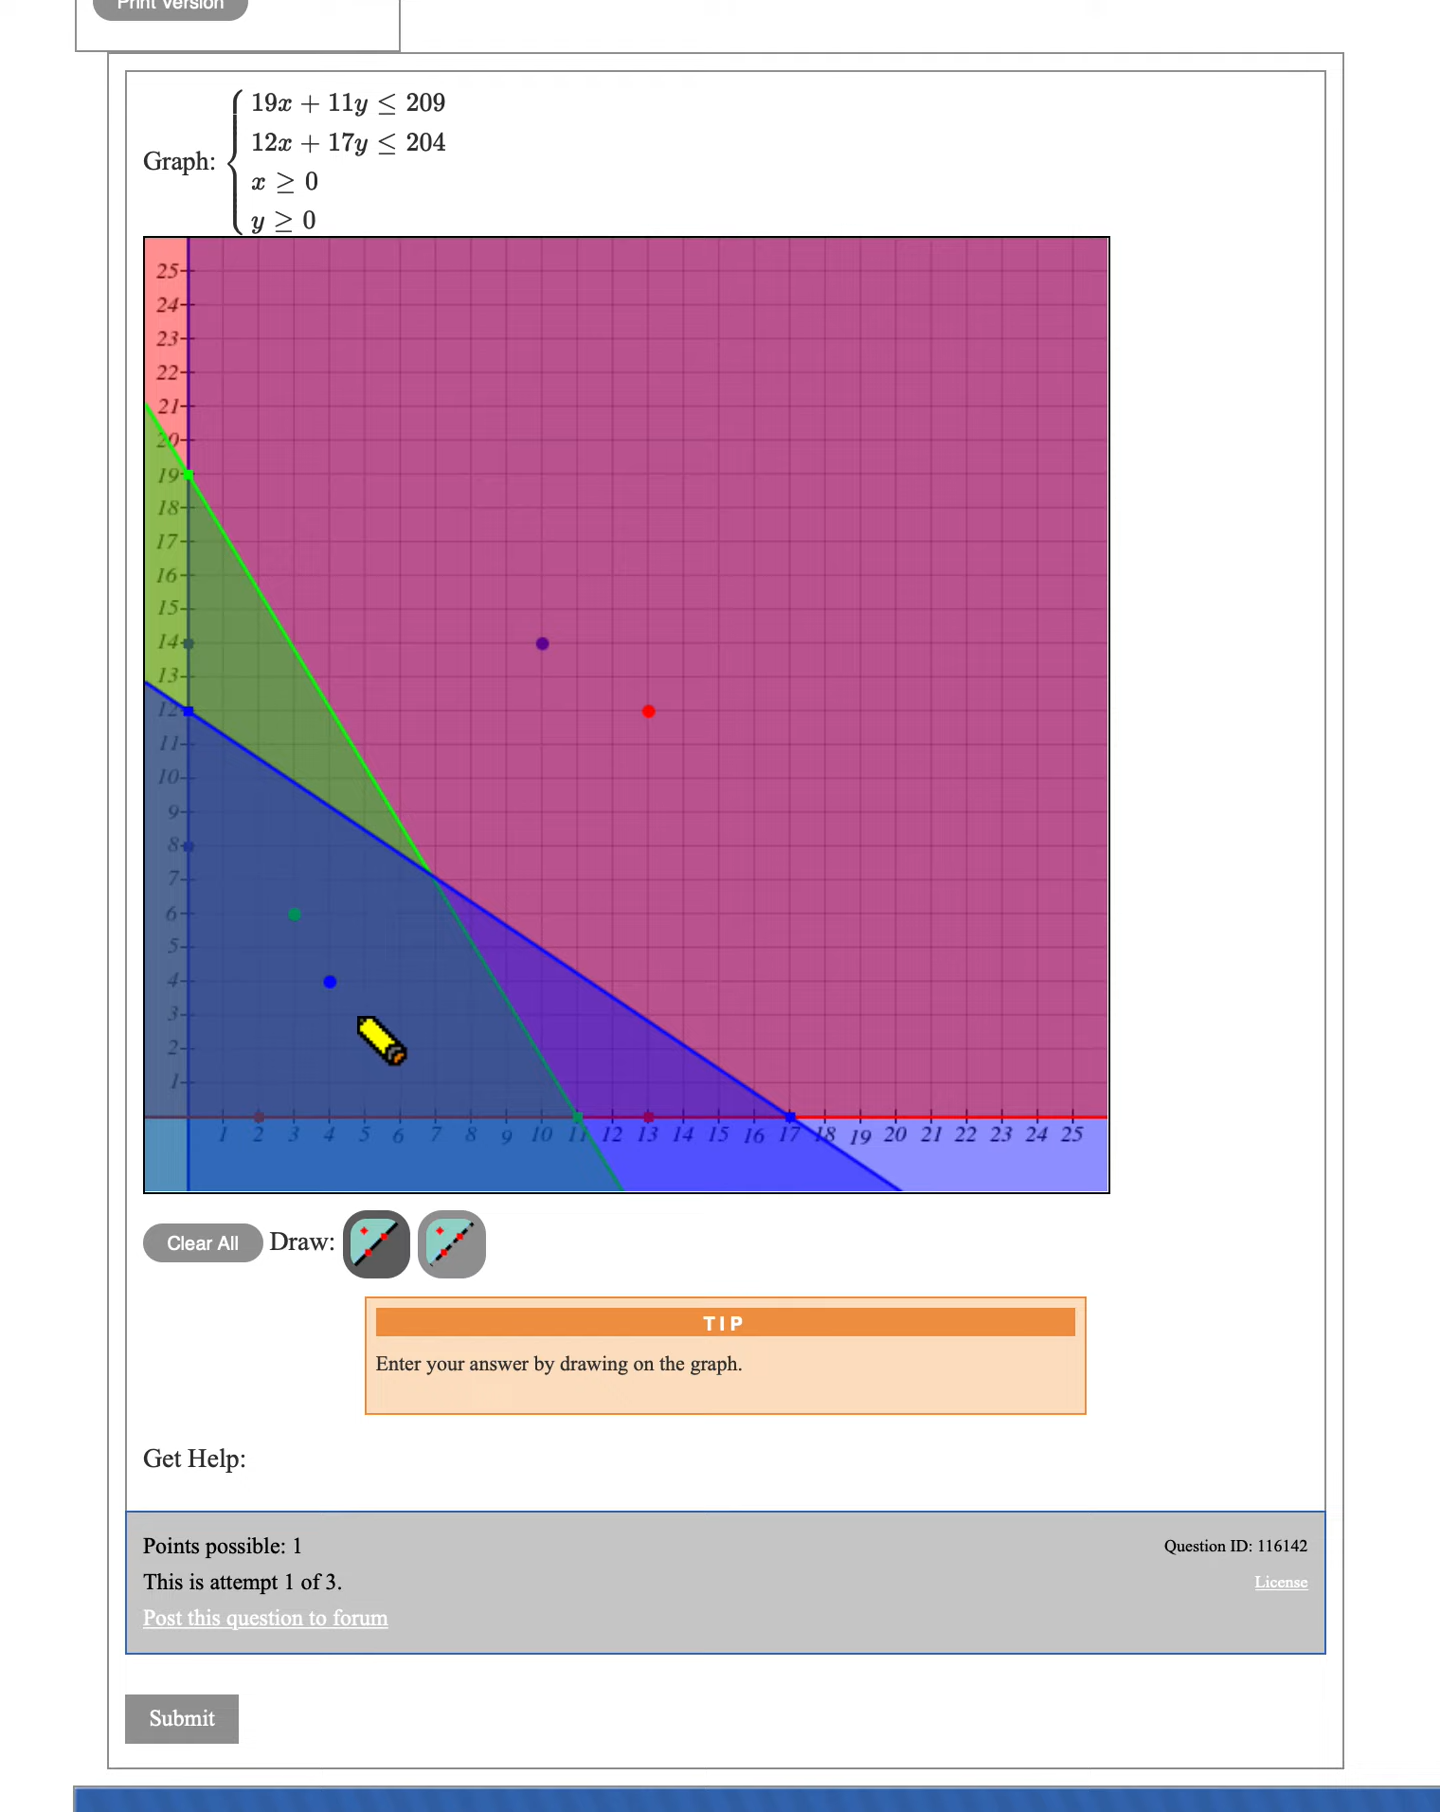 Print Version
19x + 11y ≤ 209
12x + 17y ≤ 204
Graph:
x ≥ 0
y ≥ 0
25
24
23
22
21
20
19
18
17
16
15
14
13
12
11
10
9
8
7
6
5
4
3
2
1
1 2 3 4 5 6 7 8 9 10 11 12 13 14 15 16 17 18 19 20 21 22 23 24 25
Clear All Draw:
TIP
Enter your answer by drawing on the graph.
Get Help:
Points possible: 1
Question ID: 116142
This is attempt 1 of 3.
License
Post this question to forum
Submit